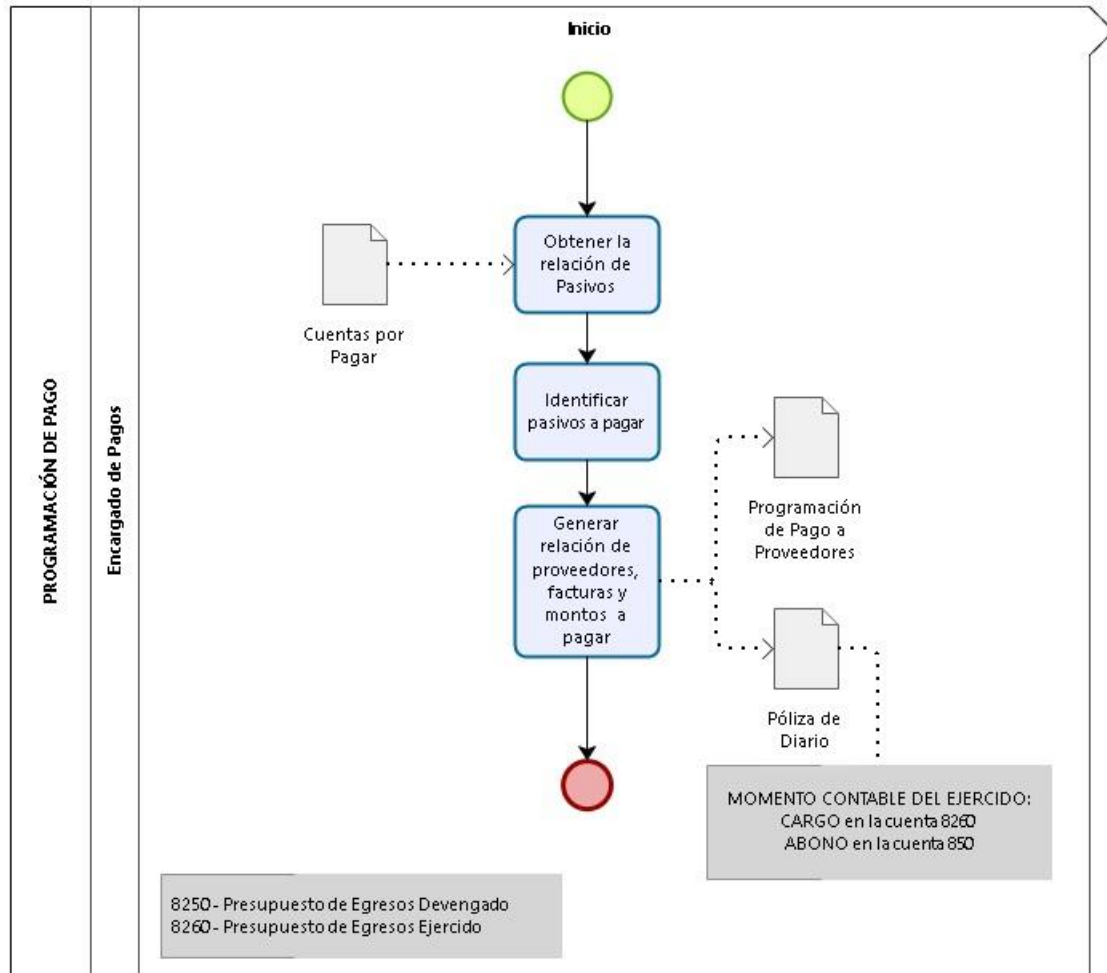 PROGRAMACIÓN DE PAGO
Encargado de Pagos
Inicio
Obtener la
relación de
Pasivos
Cuentas por
Pagar
Identificar
pasivos a pagar
Generar
relación de
proveedores,
facturas y
montos a
pagar
Programación
de Pago a
Proveedores
Póliza de
Diario
MOMENTO CONTABLE DEL EJERCIDO:
CARGO en la cuenta 8260
ABONO en la cuenta 850
8250 - Presupuesto de Egresos Devengado
8260 - Presupuesto de Egresos Ejercido